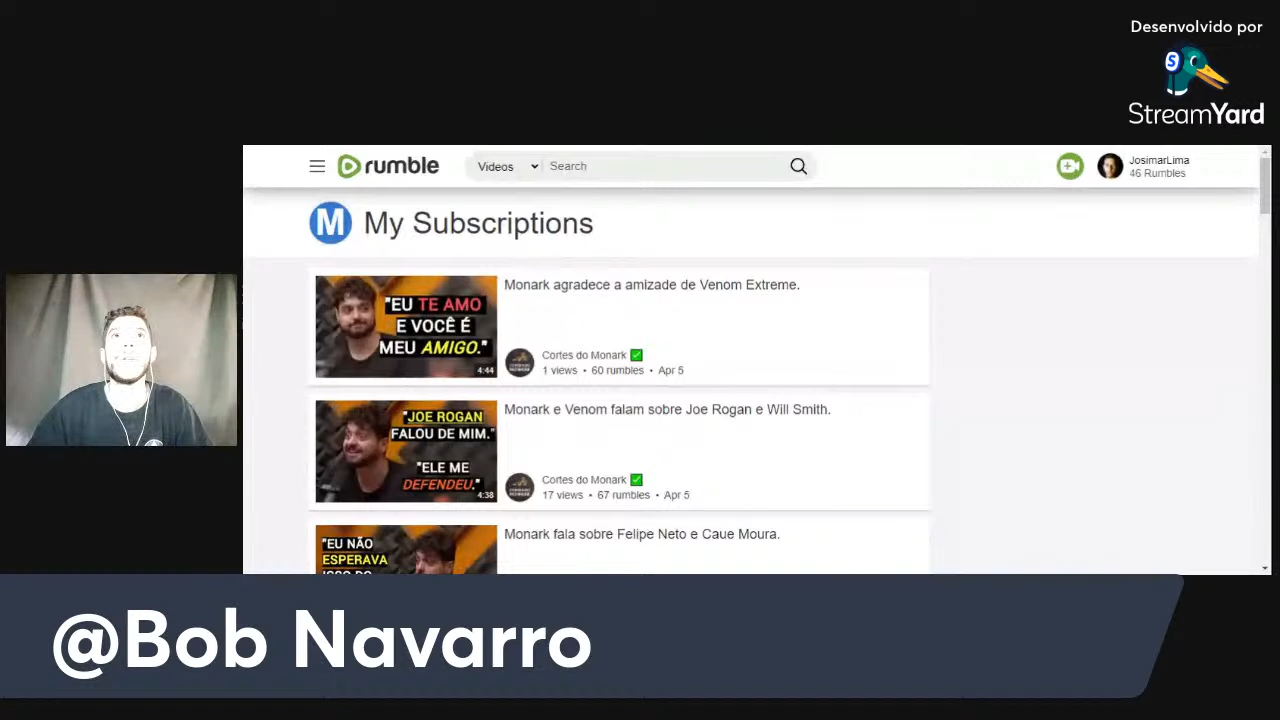 Desenvolvido por
StreamYard
rumble
Videos
Search
JosimarLima
46 Rumbles
M My Subscriptions
"EU TE AMO
E VOCÊ É
MEU AMIGO."
4:44
Monark agradece a amizade de Venom Extreme.
Cortes do Monark
1 views • 60 rumbles • Apr 5
"JOE ROGAN
FALOU DE MIM."
"ELE ME
DEFENDEU."
4:38
Monark e Venom falam sobre Joe Rogan e Will Smith.
Cortes do Monark
17 views • 67 rumbles • Apr 5
"EU NÃO
ESPERAVA
Monark fala sobre Felipe Neto e Caue Moura.
@Bob Navarro